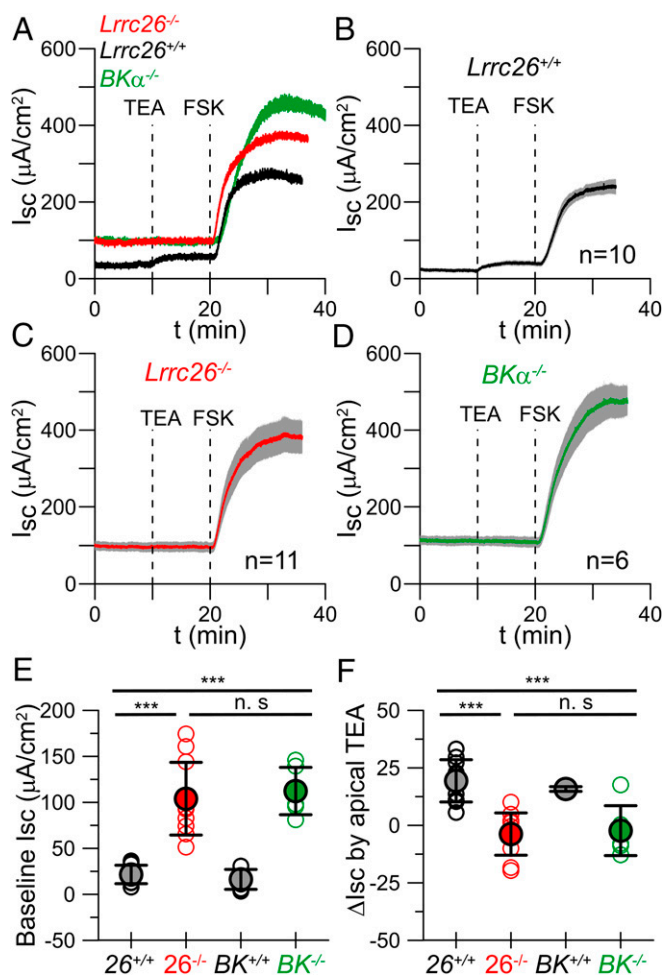 A
Lrrc26-/-
Lrrc26+/+
BKα-/-
TEA FSK
Isc (μA/cm²)
600
400
200
0
0 20 40
t (min)
B
Lrrc26+/+
TEA FSK
Isc (μA/cm²)
600
400
200
0
n=10
0 20 40
t (min)
C
Lrrc26-/-
TEA FSK
Isc (μA/cm²)
600
400
200
0
n=11
0 20 40
t (min)
D
BKα-/-
TEA FSK
Isc (μA/cm²)
600
400
200
0
n=6
0 20 40
t (min)
E
***
*** n. s
Baseline Isc (μA/cm²)
200
150
100
50
0
-50
26+/+ 26-/- BK+/+ BK-/-
F
***
*** n. s
ΔIsc by apical TEA
50
25
0
-25
-50
26+/+ 26-/- BK+/+ BK-/-